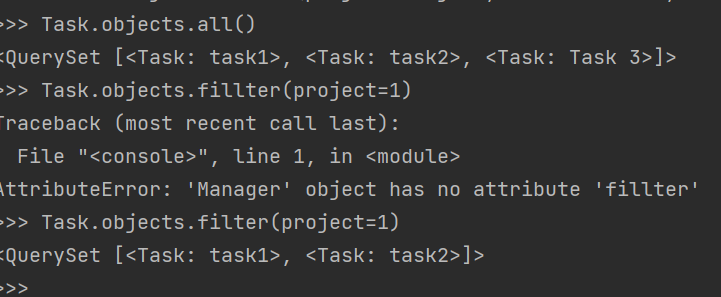 >>> Task.objects.all()
<QuerySet [<Task: task1>, <Task: task2>, <Task: Task 3>]>
>>> Task.objects.fillter(project=1)
Traceback (most recent call last):
  File "<console>", line 1, in <module>
AttributeError: 'Manager' object has no attribute 'fillter'
>>> Task.objects.filter(project=1)
<QuerySet [<Task: task1>, <Task: task2>]>
>>>